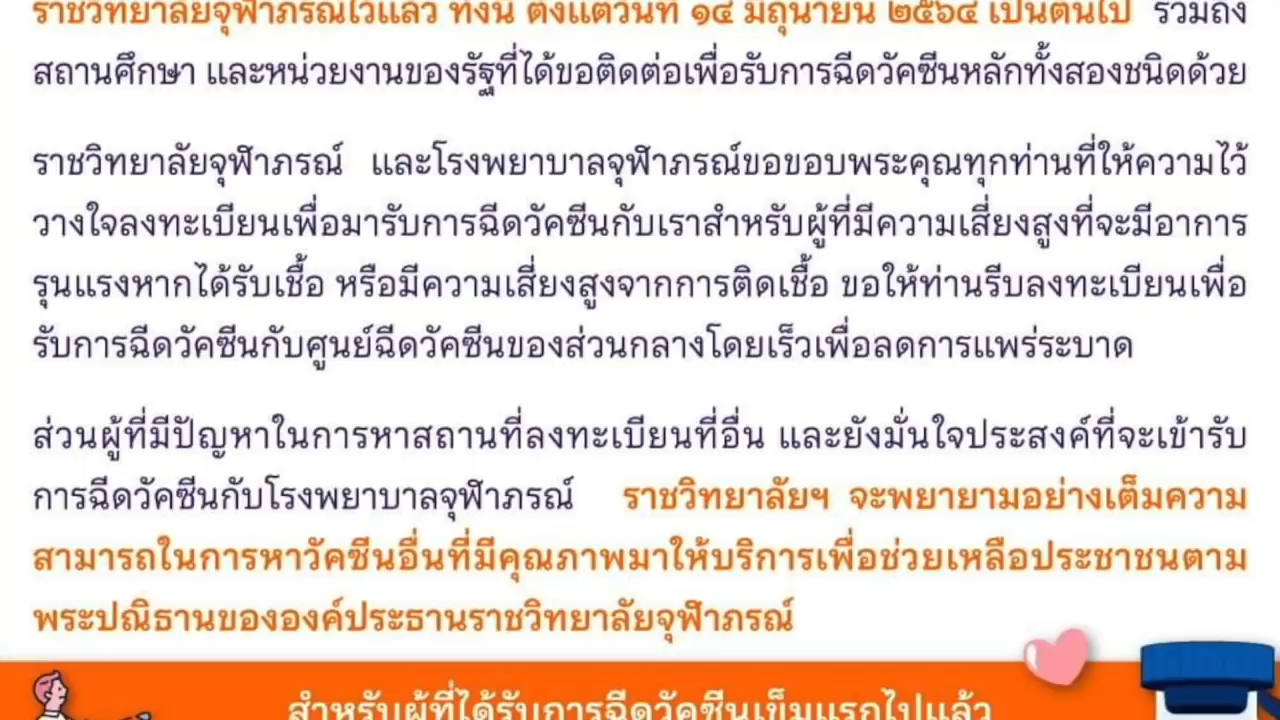 ราชวิทยาลัยจุฬาภรณ์ไว้แล้ว ทั้งนี้ ตั้งแต่วันที่ ๑๔ มิถุนายน ๒๕๖๔ เป็นต้นไป รวมถึง
สถานศึกษา และหน่วยงานของรัฐที่ได้ขอติดต่อเพื่อรับการฉีดวัคซีนหลักทั้งสองชนิดด้วย
ราชวิทยาลัยจุฬาภรณ์ และโรงพยาบาลจุฬาภรณ์ขอขอบพระคุณทุกท่านที่ให้ความไว้
วางใจลงทะเบียนเพื่อมารับการฉีดวัคซีนกับเราสำหรับผู้ที่มีความเสี่ยงสูงที่จะมีอาการ
รุนแรงหากได้รับเชื้อ หรือมีความเสี่ยงสูงจากการติดเชื้อ ขอให้ท่านรีบลงทะเบียนเพื่อ
รับการฉีดวัคซีนกับศูนย์ฉีดวัคซีนของส่วนกลางโดยเร็วเพื่อลดการแพร่ระบาด
ส่วนผู้ที่มีปัญหาในการหาสถานที่ลงทะเบียนที่อื่น และยังมั่นใจประสงค์ที่จะเข้ารับ
การฉีดวัคซีนกับโรงพยาบาลจุฬาภรณ์ ราชวิทยาลัยฯ จะพยายามอย่างเต็มความ
สามารถในการหาวัคซีนอื่นที่มีคุณภาพมาให้บริการเพื่อช่วยเหลือประชาชนตาม
พระปณิธานขององค์ประธานราชวิทยาลัยจุฬาภรณ์
สำหรับผู้ที่ได้รับการฉีดวัคซีนเข็มแรกไปแล้ว